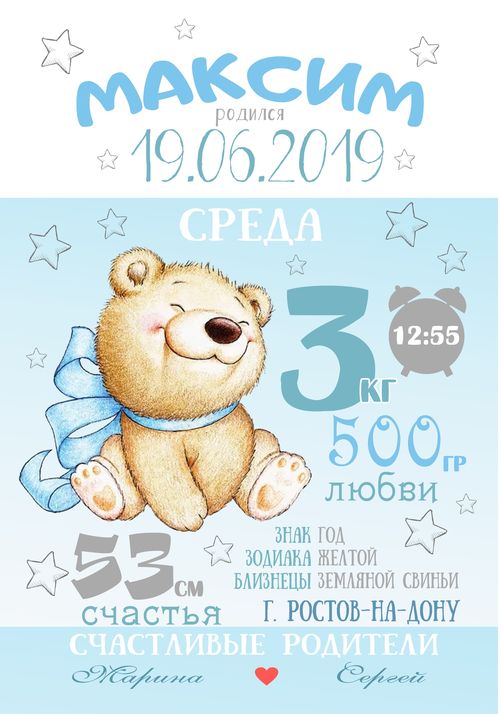 МАКСИМ
родился
19.06.2019
СРЕДА
3 кг
12:55
500 гр
любви
53 см
счастья
ЗНАК
ЗОДИАКА
БЛИЗНЕЦЫ
ГОД
ЖЕЛТОЙ
ЗЕМЛЯНОЙ СВИНЬИ
Г. РОСТОВ-НА-ДОНУ
СЧАСТЛИВЫЕ РОДИТЕЛИ
Марина Сергей